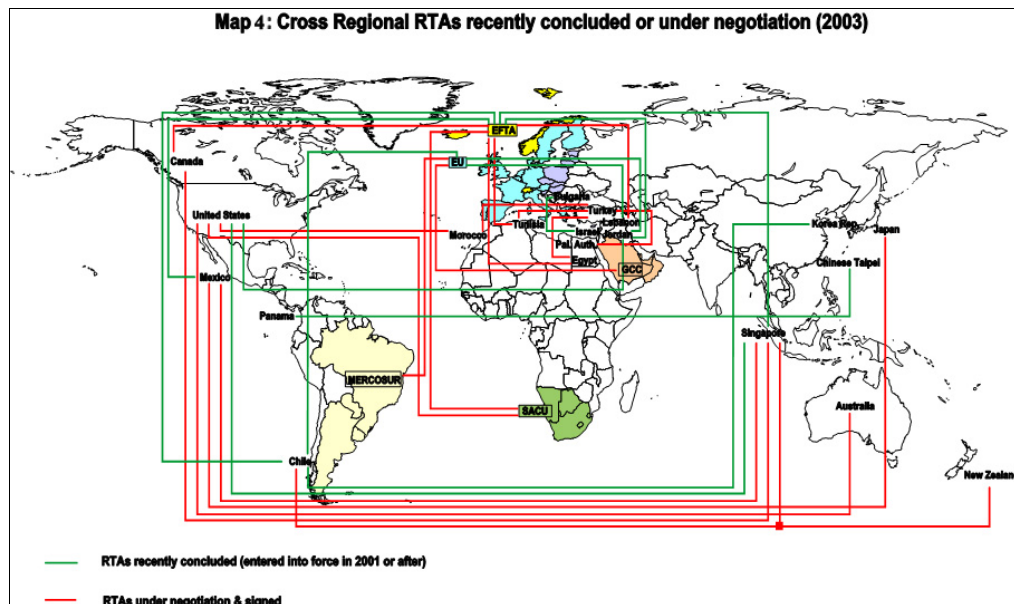 Map 4: Cross Regional RTAs recently concluded or under negotiation (2003)
EFTA
Canada
EU
Bulgaria
Turkey
United States
Tunisia
Lebanon
Korea Rep.
Morocco
Israel
Jordan
Japan
Pal. Auth.
Egypt
Chinese Taipei
Mexico
GCC
Panama
Singapore
MERCOSUR
SACU
Australia
Chile
New Zealand
RTAs recently concluded (entered into force in 2001 or after)
RTAs under negotiation & signed